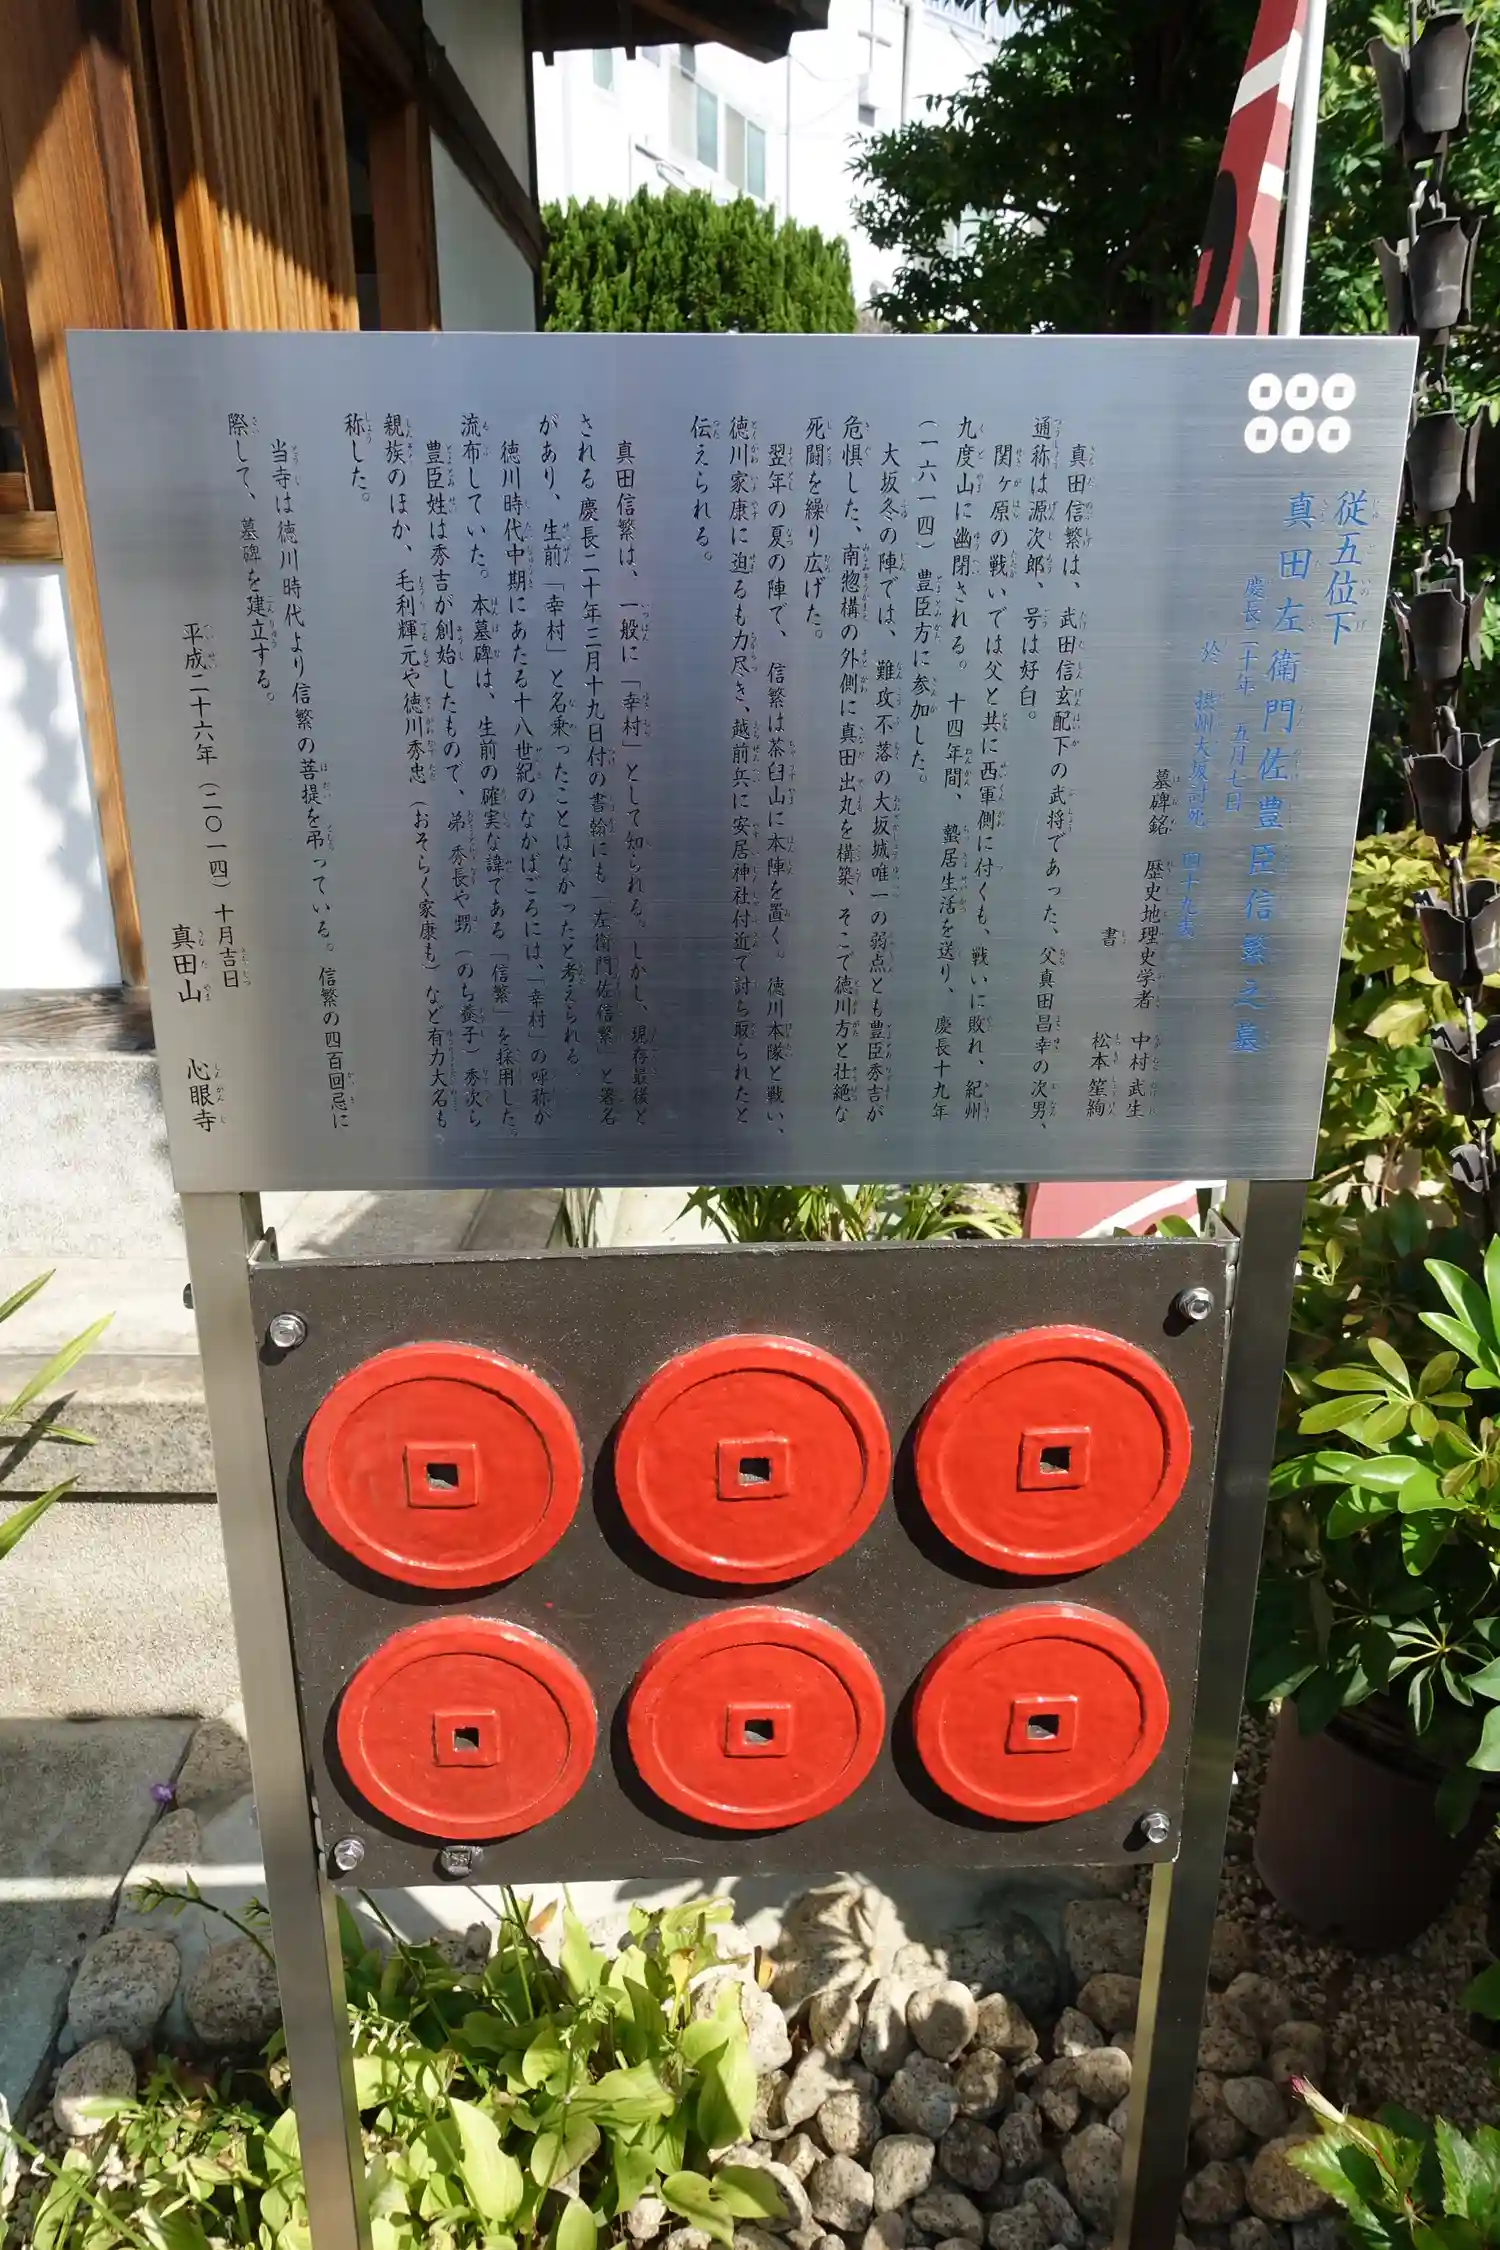 従五位下
真田左衛門佐豊臣信繁之墓
慶長二十年　五月七日
於　摂州大坂討死　四十九歳
墓碑銘　歴史地理史学者　中村武生
書　松本笙絢
真田信繁は、武田信玄配下の武将であった、父真田昌幸の次男、
通称は源次郎、号は好白。
関ヶ原の戦いでは父と共に西軍側に付くも、戦いに敗れ、紀州
九度山に幽閉される。十四年間、蟄居生活を送り、慶長十九年
（一六一四）豊臣方に参加した。
大坂冬の陣では、難攻不落の大坂城唯一の弱点とも豊臣秀吉が
危惧した、南惣構の外側に真田出丸を構築、そこで徳川方と壮絶な
死闘を繰り広げた。
翌年の夏の陣で、信繁は茶臼山に本陣を置く。徳川本隊と戦い、
徳川家康に迫るも力尽き、越前兵に安居神社付近で討ち取られたと
伝えられる。
真田信繁は、一般に「幸村」として知られる。しかし、現存最後と
される慶長二十年三月十九日付の書翰にも「左衛門佐信繁」と署名
があり、生前「幸村」と名乗ったことはなかったと考えられる。
徳川時代中期にあたる十八世紀のなかばごろには、「幸村」の呼称が
流布していた。本墓碑は、生前の確実な諱である「信繁」を採用した。
豊臣姓は秀吉が創始したもので、弟秀長や甥（のち養子）秀次ら
親族のほか、毛利輝元や徳川秀忠（おそらく家康も）など有力大名も
称した。
当寺は徳川時代より信繁の菩提を弔っている。信繁の四百回忌に
際して、墓碑を建立する。
平成二十六年（二〇一四）十月吉日
真田山　心眼寺